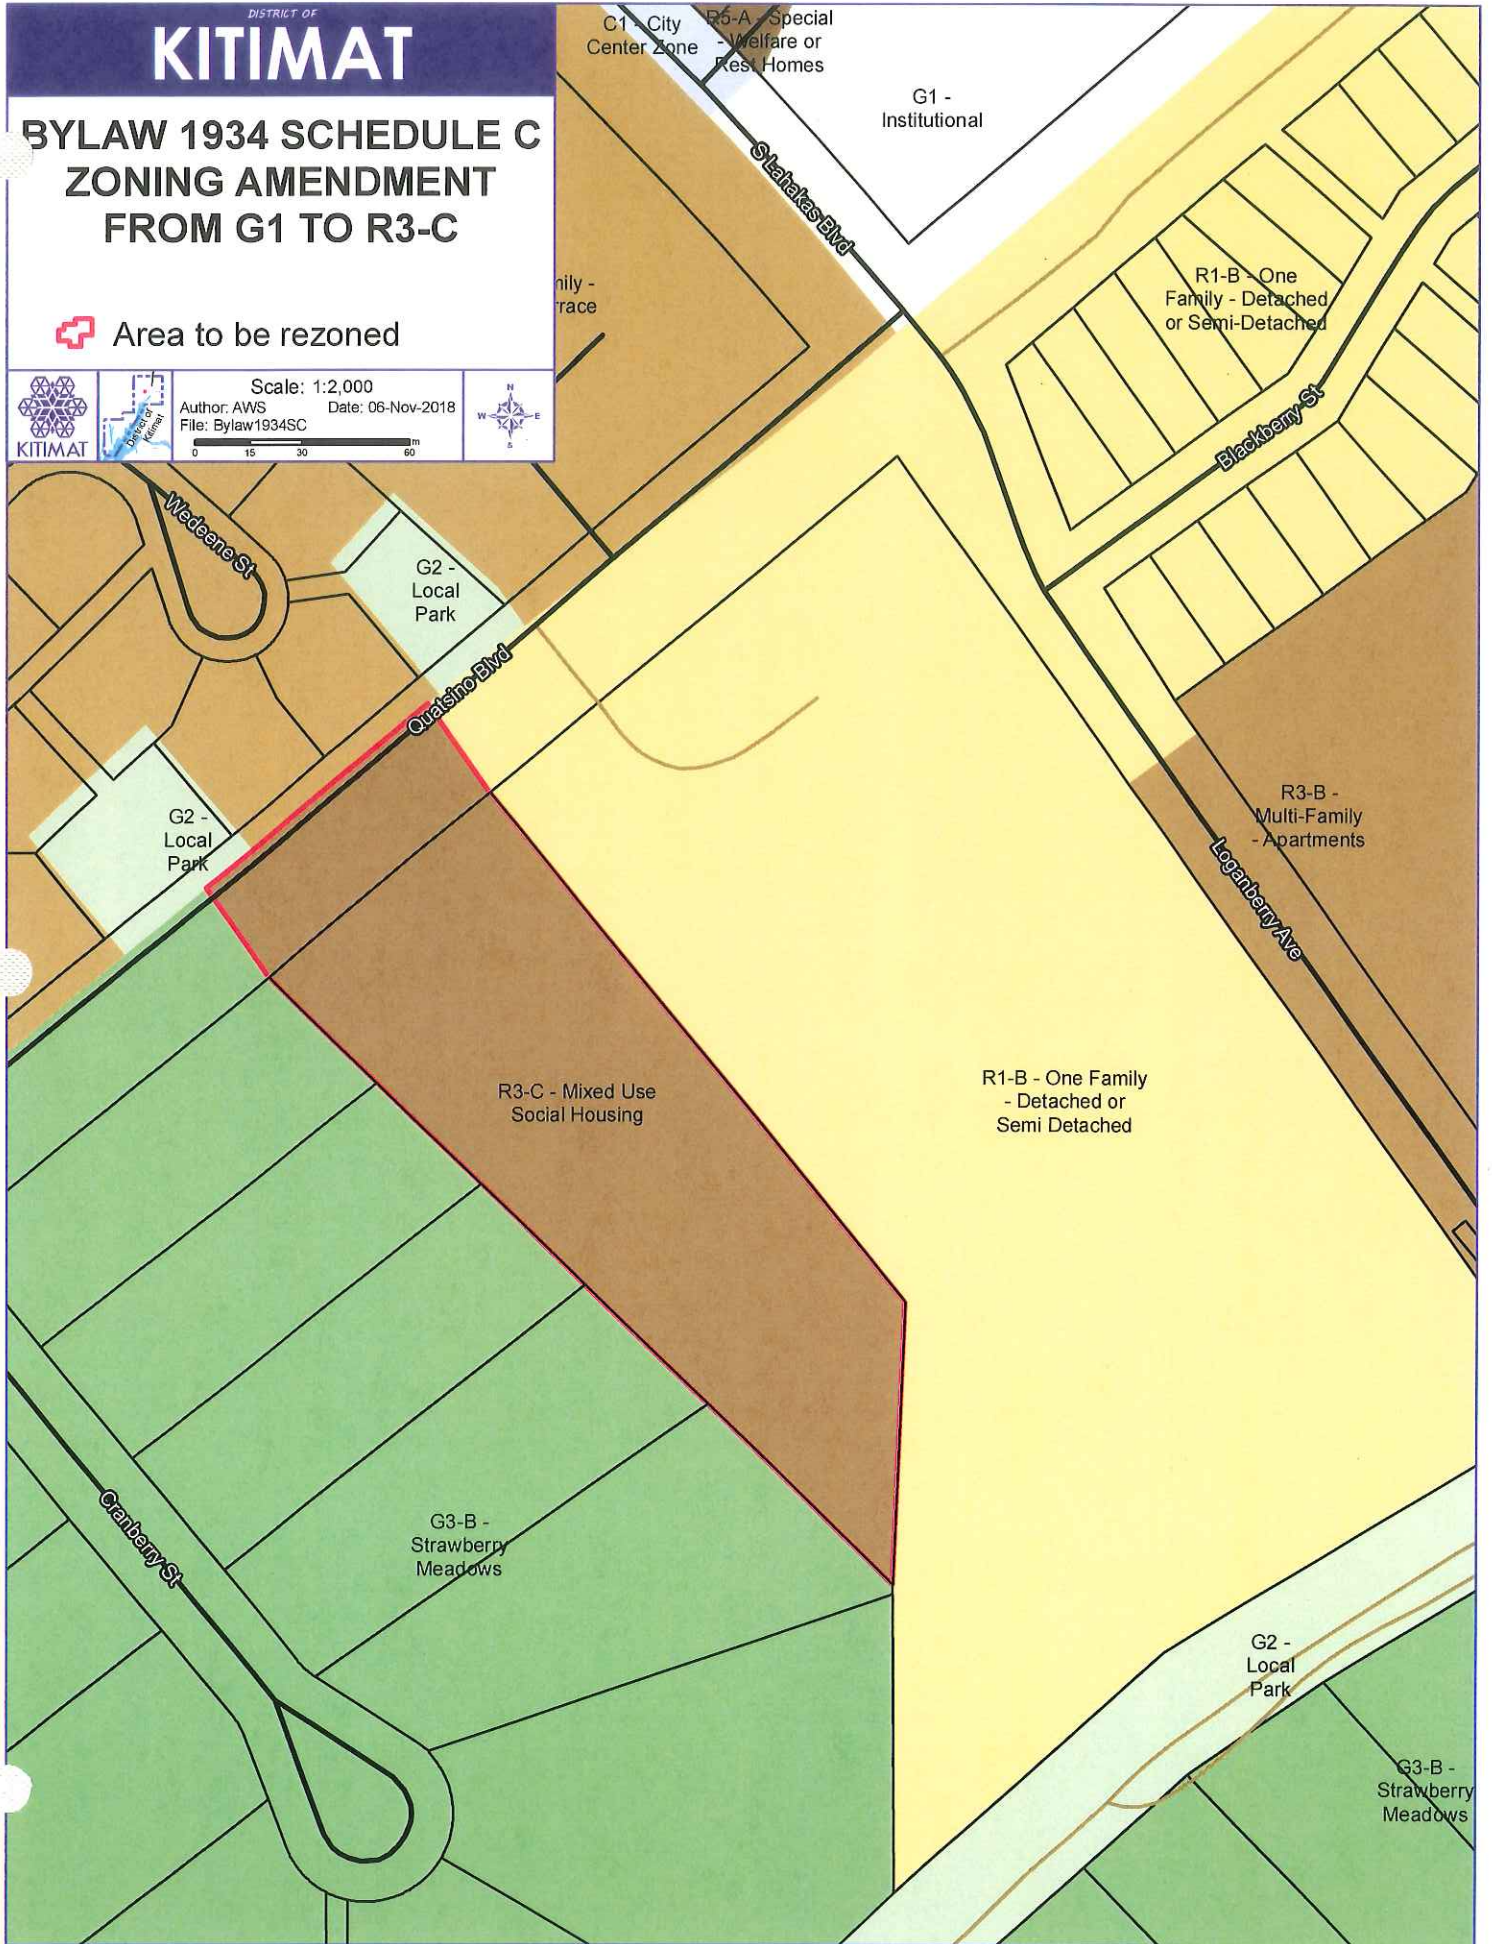 DISTRICT OF
KITIMAT
BYLAW 1934 SCHEDULE C
ZONING AMENDMENT
FROM G1 TO R3-C
Area to be rezoned
KITIMAT
District of
Kitimat
Scale: 1:2,000
Author: AWS Date: 06-Nov-2018
File: Bylaw1934SC
m
0 15 30 60
N
W E
S
C1 - City
Center Zone
R5-A - Special
- Welfare or
Rest Homes
G1 -
Institutional
S Lahakas Blvd
R1-B - One
Family - Detached
or Semi-Detached
Blackberry St
Wedeene St
G2 -
Local
Park
Quatsino Blvd
G2 -
Local
Park
R3-B -
Multi-Family
- Apartments
Loganberry Ave
R3-C - Mixed Use
Social Housing
R1-B - One Family
- Detached or
Semi Detached
Cranberry St
G3-B -
Strawberry
Meadows
G2 -
Local
Park
G3-B -
Strawberry
Meadows